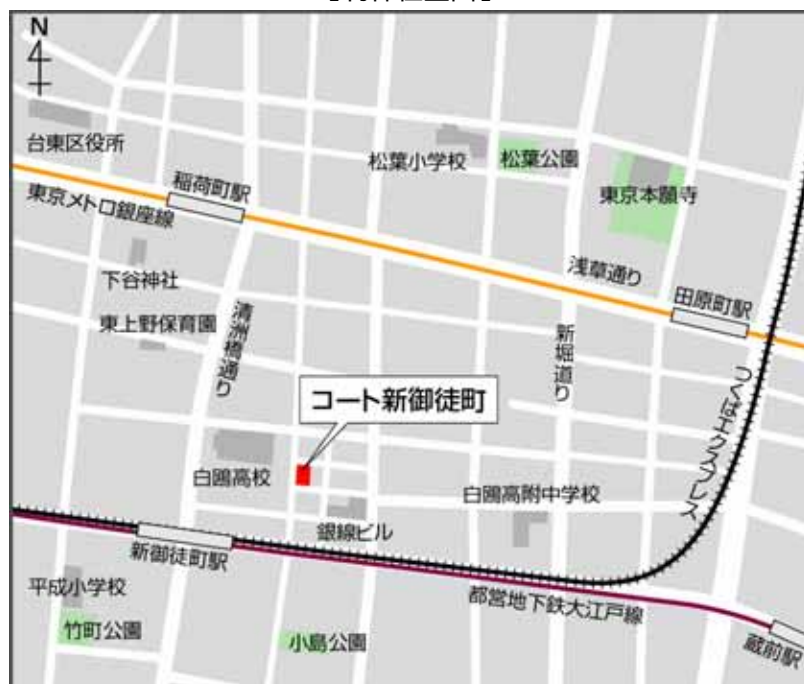 N
台東区役所
松葉小学校
松葉公園
稲荷町駅
東京本願寺
東京メトロ銀座線
下谷神社
浅草通り
田原町駅
東上野保育園
清洲橋通り
新堀道り
つくばエクスプレス
コート新御徒町
白鴎高校
白鴎高附中学校
銀線ビル
新御徒町駅
平成小学校
都営地下鉄大江戸線
竹町公園
小島公園
蔵前駅